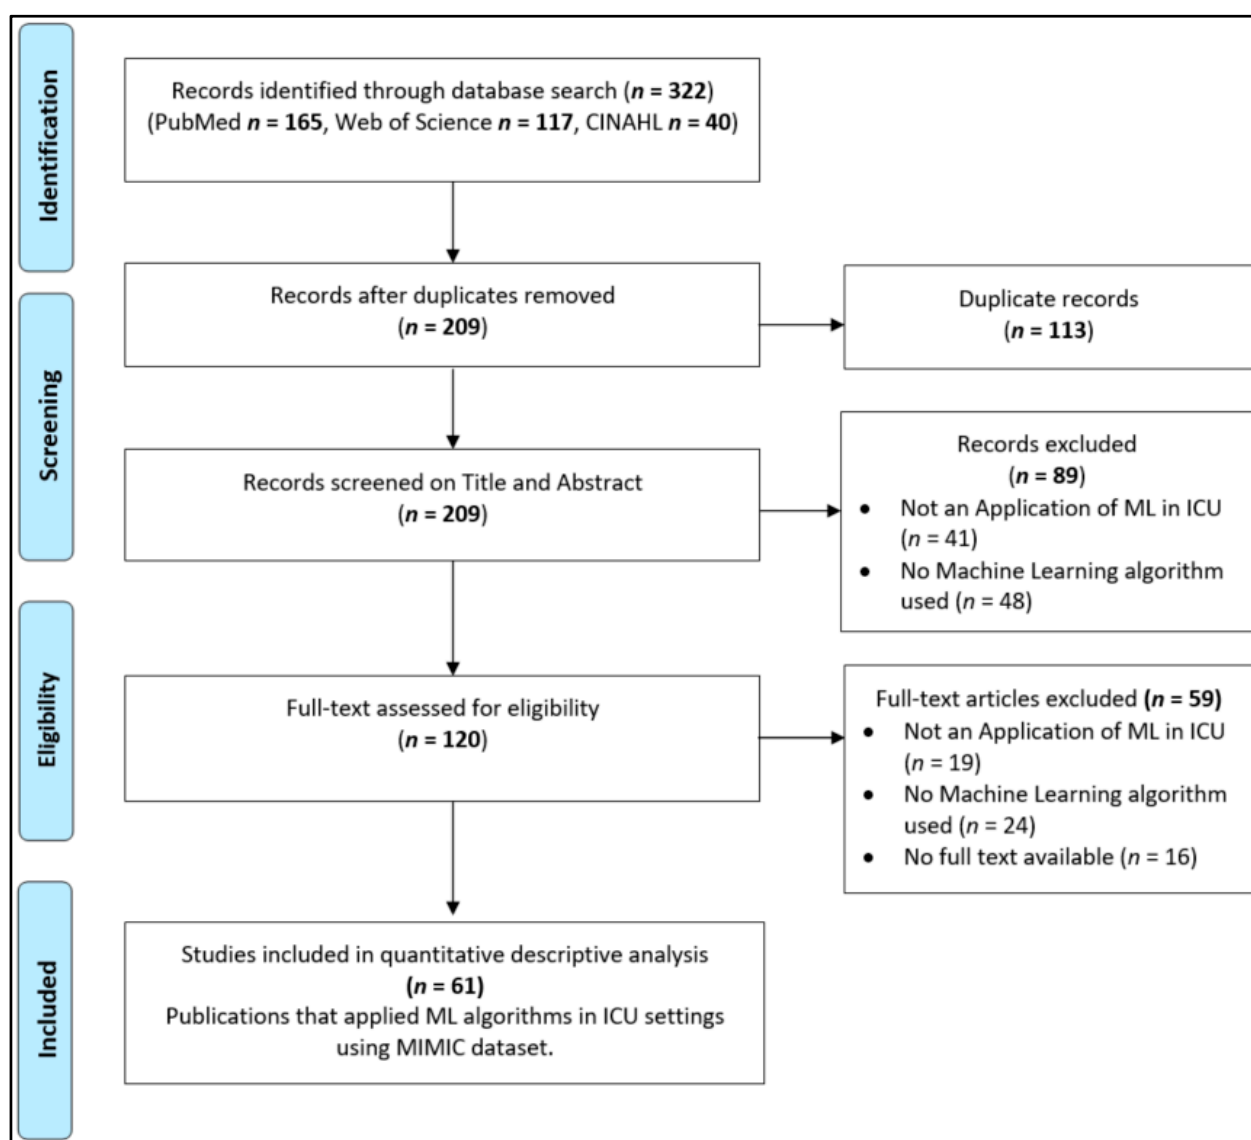 Identification
Records identified through database search (n = 322)
(PubMed n = 165, Web of Science n = 117, CINAHL n = 40)
Screening
Records after duplicates removed
(n = 209)
Duplicate records
(n = 113)
Records screened on Title and Abstract
(n = 209)
Records excluded
(n = 89)
• Not an Application of ML in ICU
(n = 41)
• No Machine Learning algorithm
used (n = 48)
Eligibility
Full-text assessed for eligibility
(n = 120)
Full-text articles excluded (n = 59)
• Not an Application of ML in ICU
(n = 19)
• No Machine Learning algorithm
used (n = 24)
• No full text available (n = 16)
Included
Studies included in quantitative descriptive analysis
(n = 61)
Publications that applied ML algorithms in ICU settings
using MIMIC dataset.